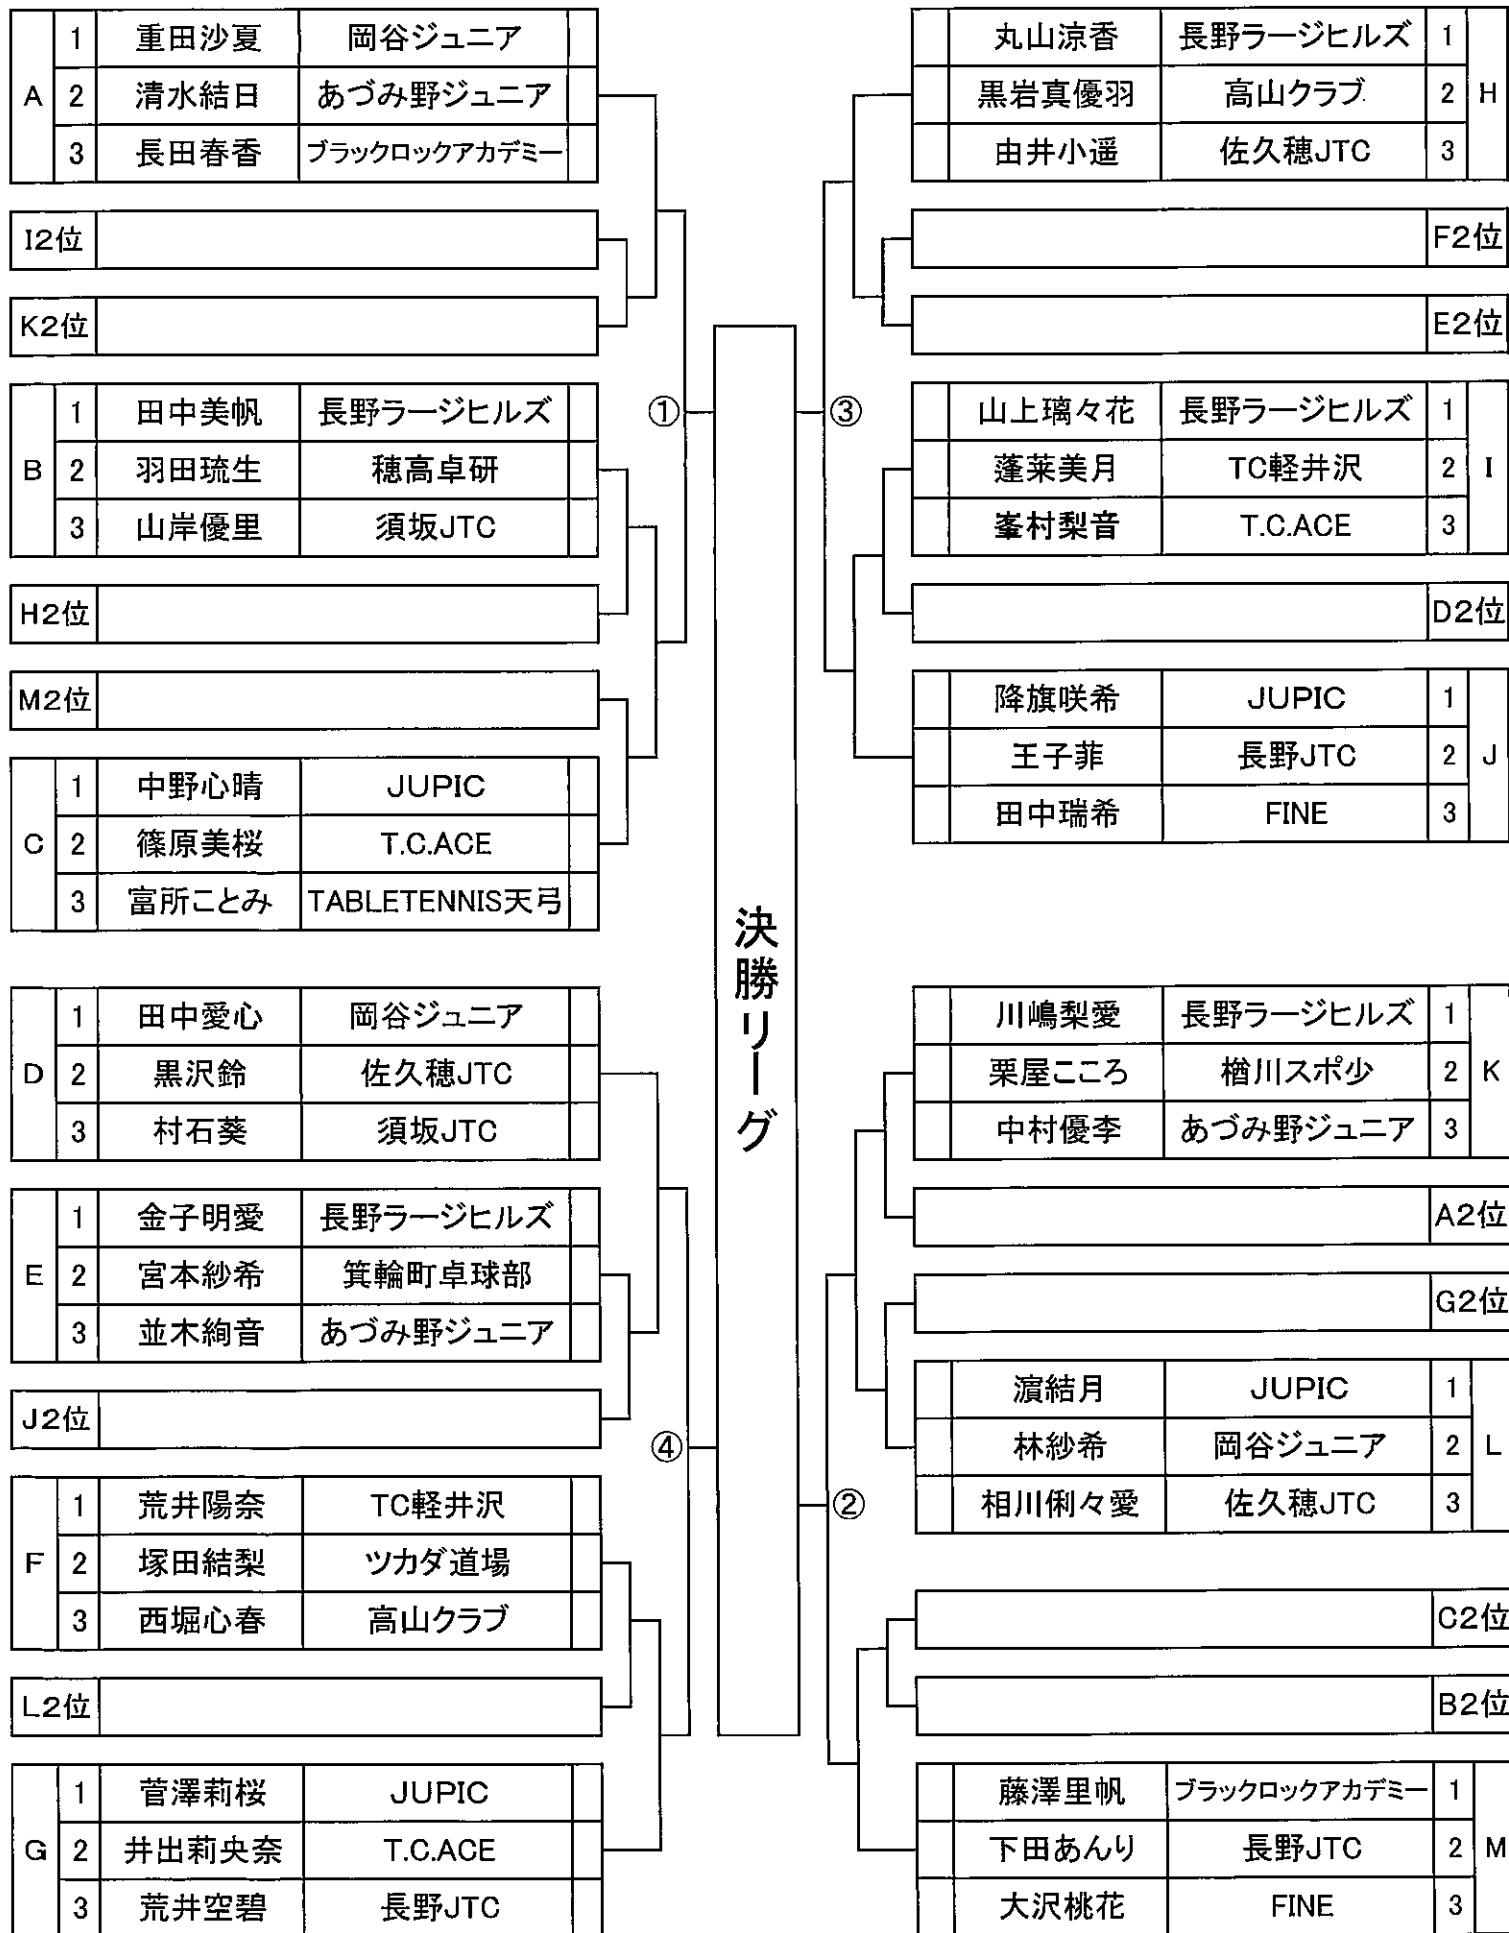 A
1 重田沙夏 岡谷ジュニア
2 清水結日 あづみ野ジュニア
3 長田春香 ブラックロックアカデミー
I2位
K2位
B
1 田中美帆 長野ラージヒルズ
2 羽田琉生 穂高卓研
3 山岸優里 須坂JTC
H2位
M2位
C
1 中野心晴 JUPIC
2 篠原美桜 T.C.ACE
3 富所ことみ TABLETENNIS天弓
①
D
1 田中愛心 岡谷ジュニア
2 黒沢鈴 佐久穂JTC
3 村石葵 須坂JTC
E
1 金子明愛 長野ラージヒルズ
2 宮本紗希 箕輪町卓球部
3 並木絢音 あづみ野ジュニア
J2位
F
1 荒井陽奈 TC軽井沢
2 塚田結梨 ツカダ道場
3 西堀心春 高山クラブ
L2位
G
1 菅澤莉桜 JUPIC
2 井出莉央奈 T.C.ACE
3 荒井空碧 長野JTC
④
決勝リーグ
③
丸山涼香 長野ラージヒルズ 1
黒岩真優羽 高山クラブ 2
由井小遥 佐久穂JTC 3
H
F2位
E2位
山上璃々花 長野ラージヒルズ 1
蓬莱美月 TC軽井沢 2
峯村梨音 T.C.ACE 3
I
D2位
降旗咲希 JUPIC 1
王子菲 長野JTC 2
田中瑞希 FINE 3
J
②
川嶋梨愛 長野ラージヒルズ 1
栗屋こころ 楢川スポ少 2
中村優李 あづみ野ジュニア 3
K
A2位
G2位
濵結月 JUPIC 1
林紗希 岡谷ジュニア 2
相川俐々愛 佐久穂JTC 3
L
C2位
B2位
藤澤里帆 ブラックロックアカデミー 1
下田あんり 長野JTC 2
大沢桃花 FINE 3
M